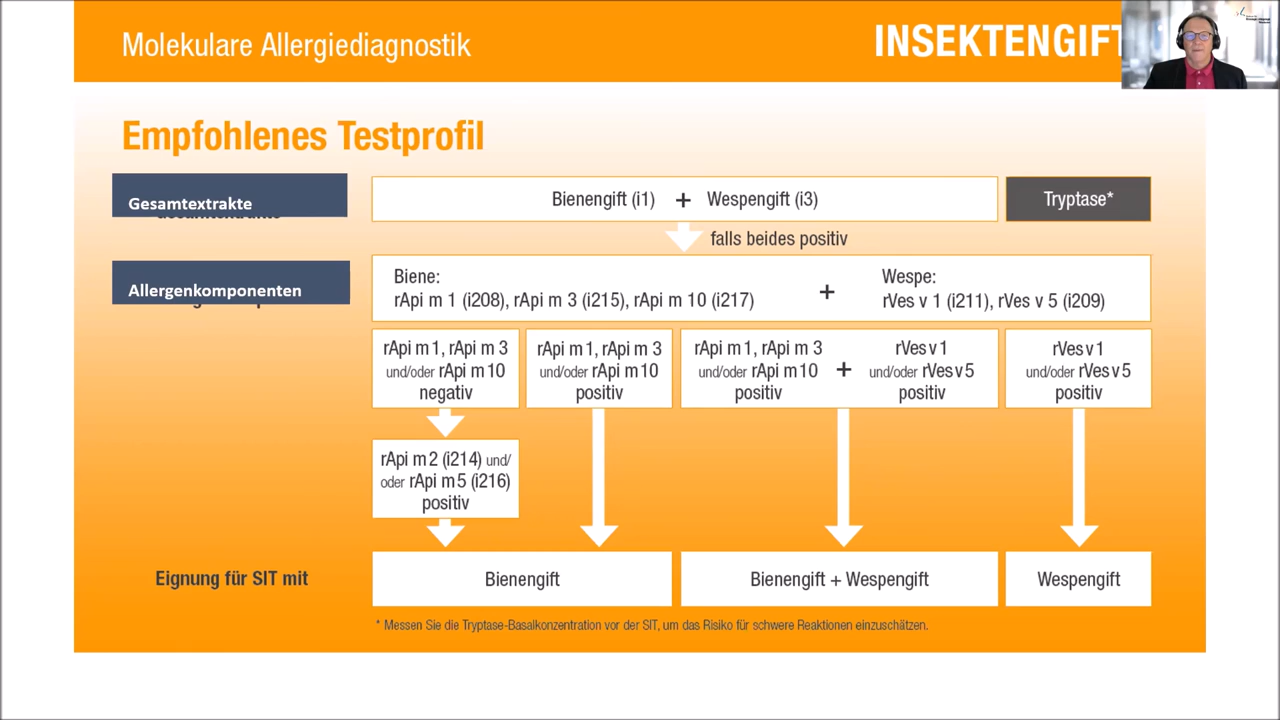 Molekulare Allergiediagnostik
INSEKTENGIFT
Empfohlenes Testprofil
Gesamtextrakte
Bienengift (i1) + Wespengift (i3)
Tryptase*
falls beides positiv
Allergenkomponenten
Biene:
rApi m 1 (i208), rApi m 3 (i215), rApi m 10 (i217)
+
Wespe:
rVes v 1 (i211), rVes v 5 (i209)
rApi m 1, rApi m 3
und/oder rApi m 10
negativ
rApi m 1, rApi m 3
und/oder rApi m 10
positiv
rApi m 1, rApi m 3
und/oder rApi m 10
positiv
+
rVes v 1
und/oder rVes v 5
positiv
rVes v 1
und/oder rVes v 5
positiv
rApi m 2 (i214) und/
oder rApi m 5 (i216)
positiv
Eignung für SIT mit
Bienengift
Bienengift + Wespengift
Wespengift
* Messen Sie die Tryptase-Basalkonzentration vor der SIT, um das Risiko für schwere Reaktionen einzuschätzen.